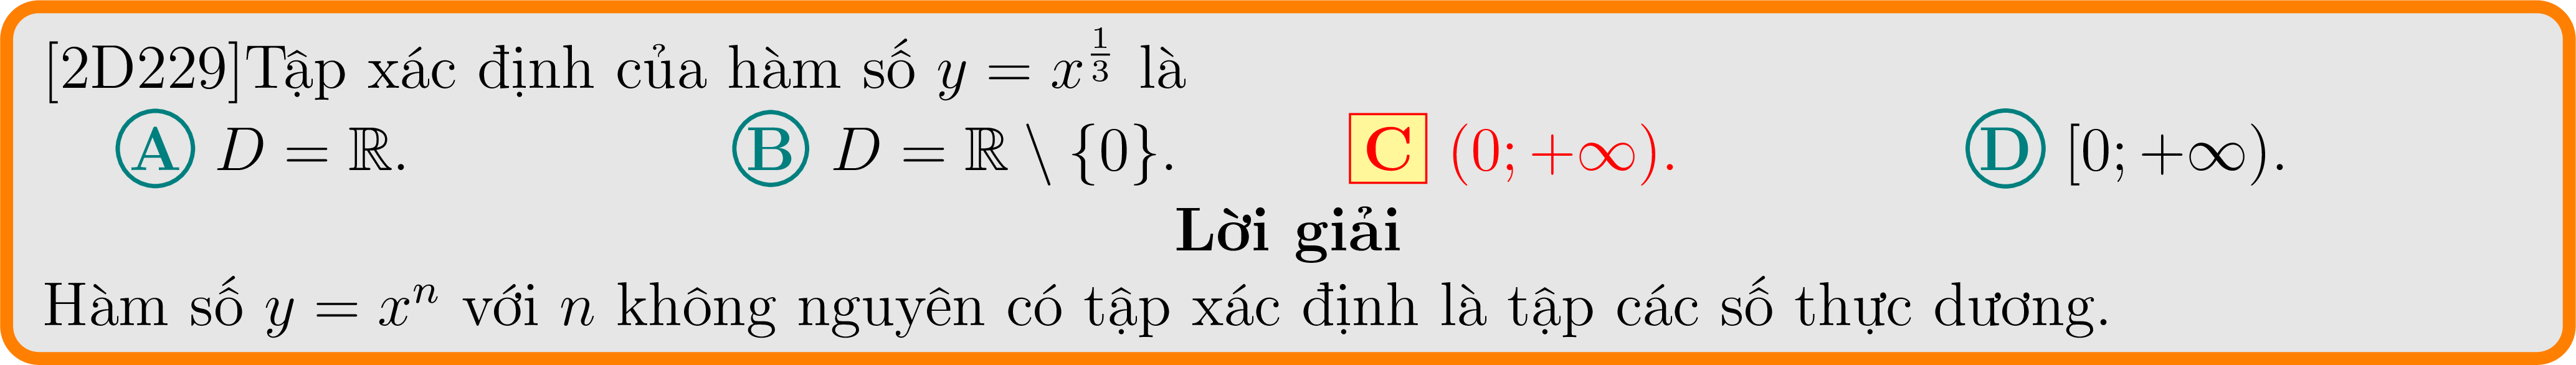 [2D229]Tập xác định của hàm số $y = x^{\frac{1}{3}}$ là
A $D = \mathbb{R}$. B $D = \mathbb{R} \setminus \{0\}$. C $(0; +\infty)$. D $[0; +\infty)$.
Lời giải
Hàm số $y = x^n$ với $n$ không nguyên có tập xác định là tập các số thực dương.